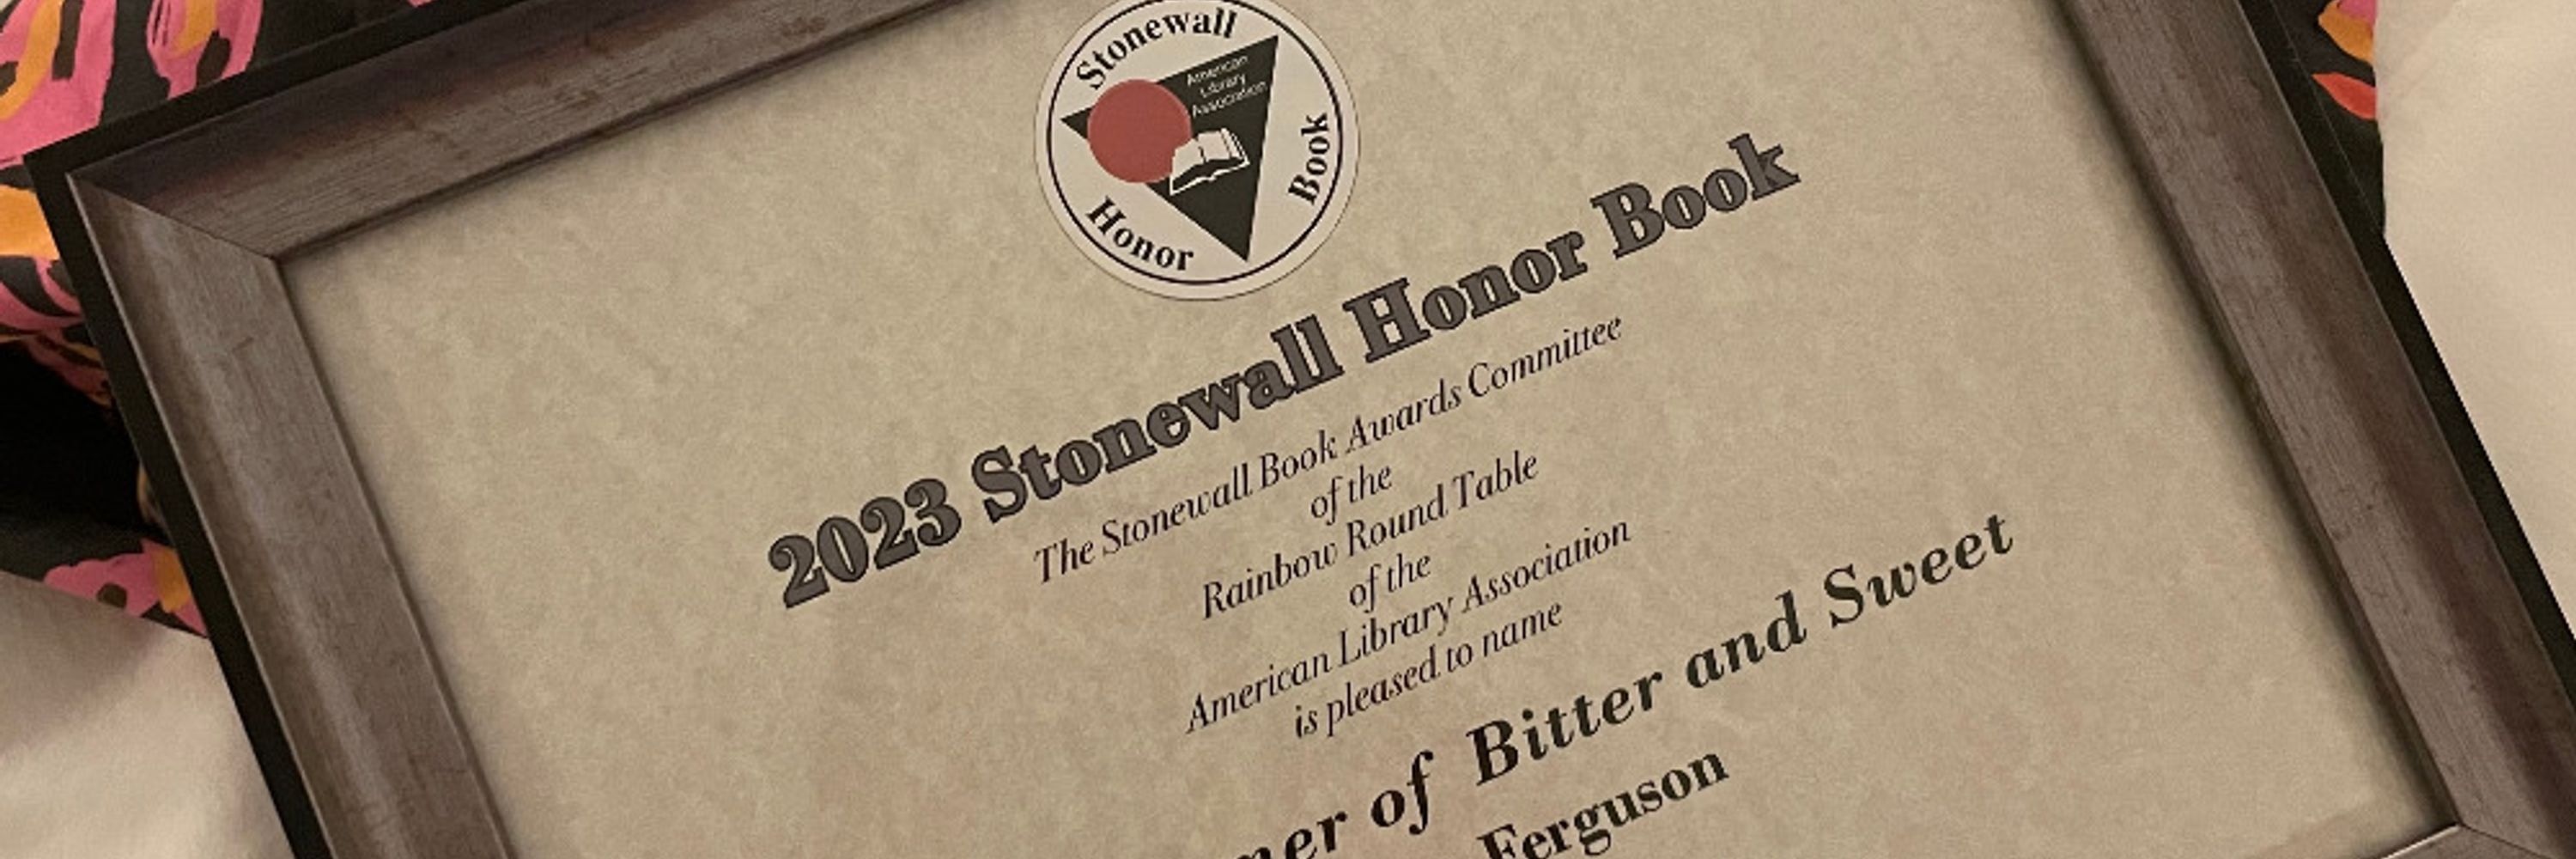 Stonewall
Book
Honor
American
Library
Association
2023 Stonewall Honor Book
The Stonewall Book Awards Committee
of the
Rainbow Round Table
of the
American Library Association
is pleased to name
of Bitter and Sweet
Ferguson